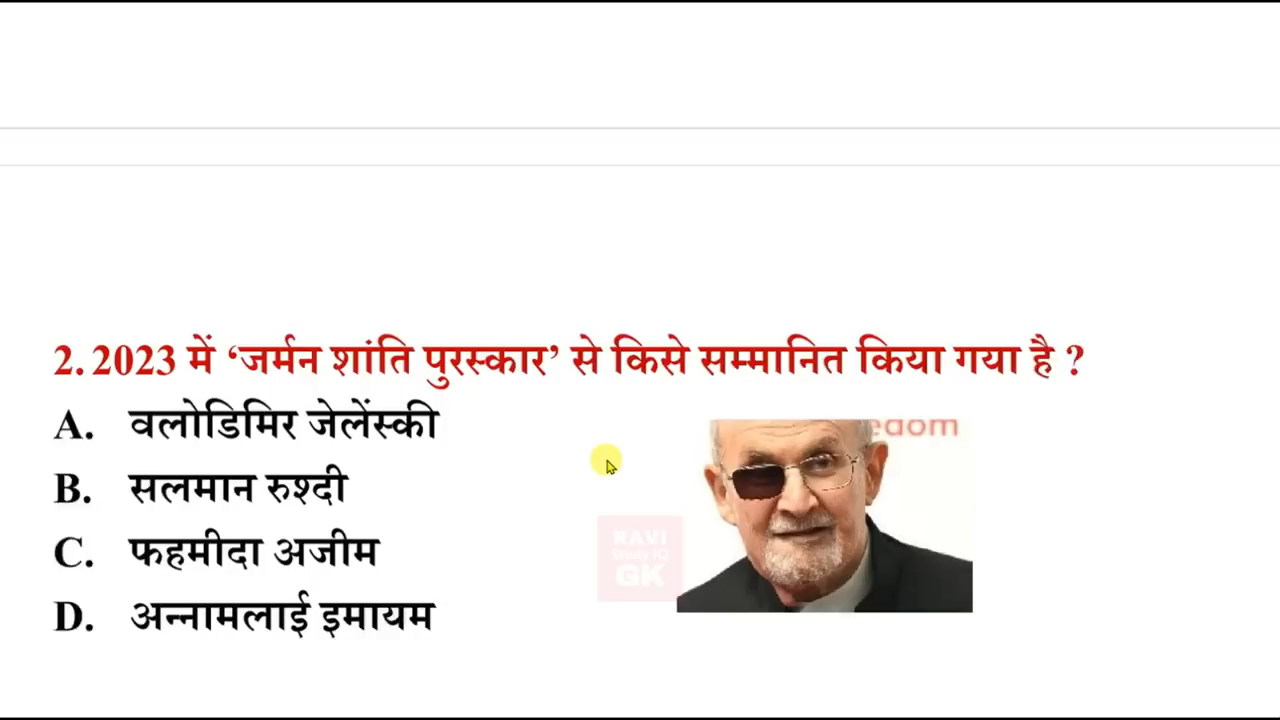 edom
2. 2023 में ‘जर्मन शांति पुरस्कार’ से किसे सम्मानित किया गया है ?
A. वलोडिमिर जेलेंस्की
B. सलमान रुश्दी
C. फहमीदा अजीम
D. अन्नामलाई इमायम
RAVI
Study IQ
GK